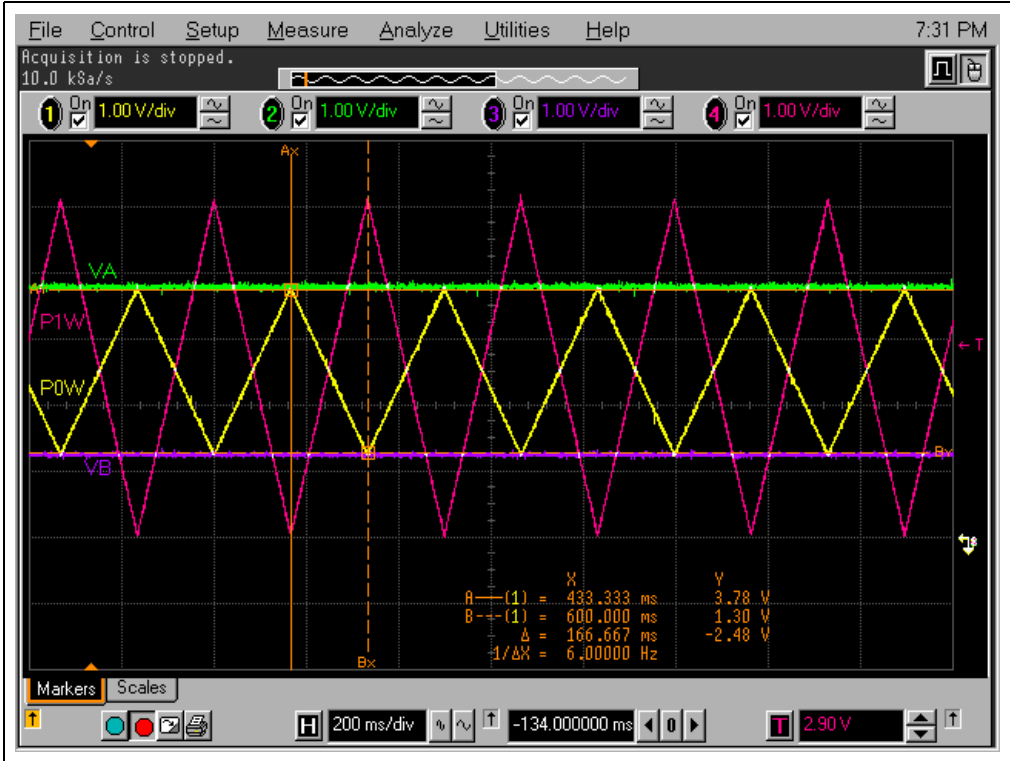 File Control Setup Measure Analyze Utilities Help 7:31 PM
Acquisition is stopped.
10.0 kSa/s
1 On 1.00 V/div 2 On 1.00 V/div 3 On 1.00 V/div 4 On 1.00 V/div
Ax
VA
P1W
T
P0W
Bx
VB
X Y
A——(1) = 433.333 ms 3.78 V
B---(1) = 600.000 ms 1.30 V
Δ = 166.667 ms -2.48 V
1/ΔX = 6.00000 Hz
Bx
Markers Scales
H 200 ms/div -134.000000 ms 0 T 2.90 V